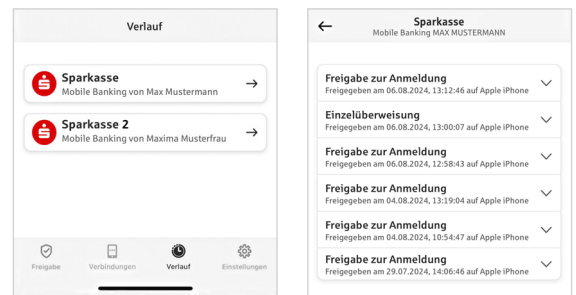 Verlauf
Sparkasse
Mobile Banking von Max Mustermann
Sparkasse 2
Mobile Banking von Maxima Musterfrau
Freigabe
Verbindungen
Verlauf
Einstellungen
Sparkasse
Mobile Banking MAX MUSTERMANN
Freigabe zur Anmeldung
Freigegeben am 06.08.2024, 13:12:46 auf Apple iPhone
Einzelüberweisung
Freigegeben am 06.08.2024, 13:00:07 auf Apple iPhone
Freigabe zur Anmeldung
Freigegeben am 06.08.2024, 12:58:43 auf Apple iPhone
Freigabe zur Anmeldung
Freigegeben am 04.08.2024, 13:19:04 auf Apple iPhone
Freigabe zur Anmeldung
Freigegeben am 04.08.2024, 10:54:47 auf Apple iPhone
Freigabe zur Anmeldung
Freigegeben am 29.07.2024, 14:06:46 auf Apple iPhone